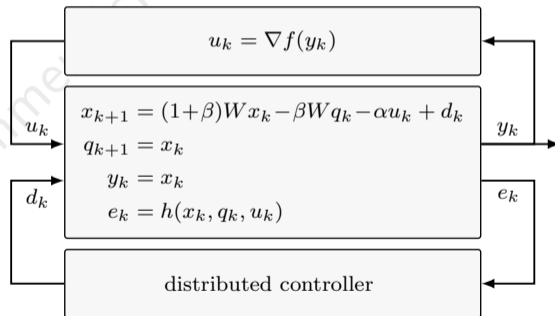 u_k = ∇f(y_k)
x_{k+1} = (1+β)Wx_k−βWq_k−αu_k + d_k
q_{k+1} = x_k
y_k = x_k
e_k = h(x_k, q_k, u_k)
u_k
d_k
y_k
e_k
distributed controller